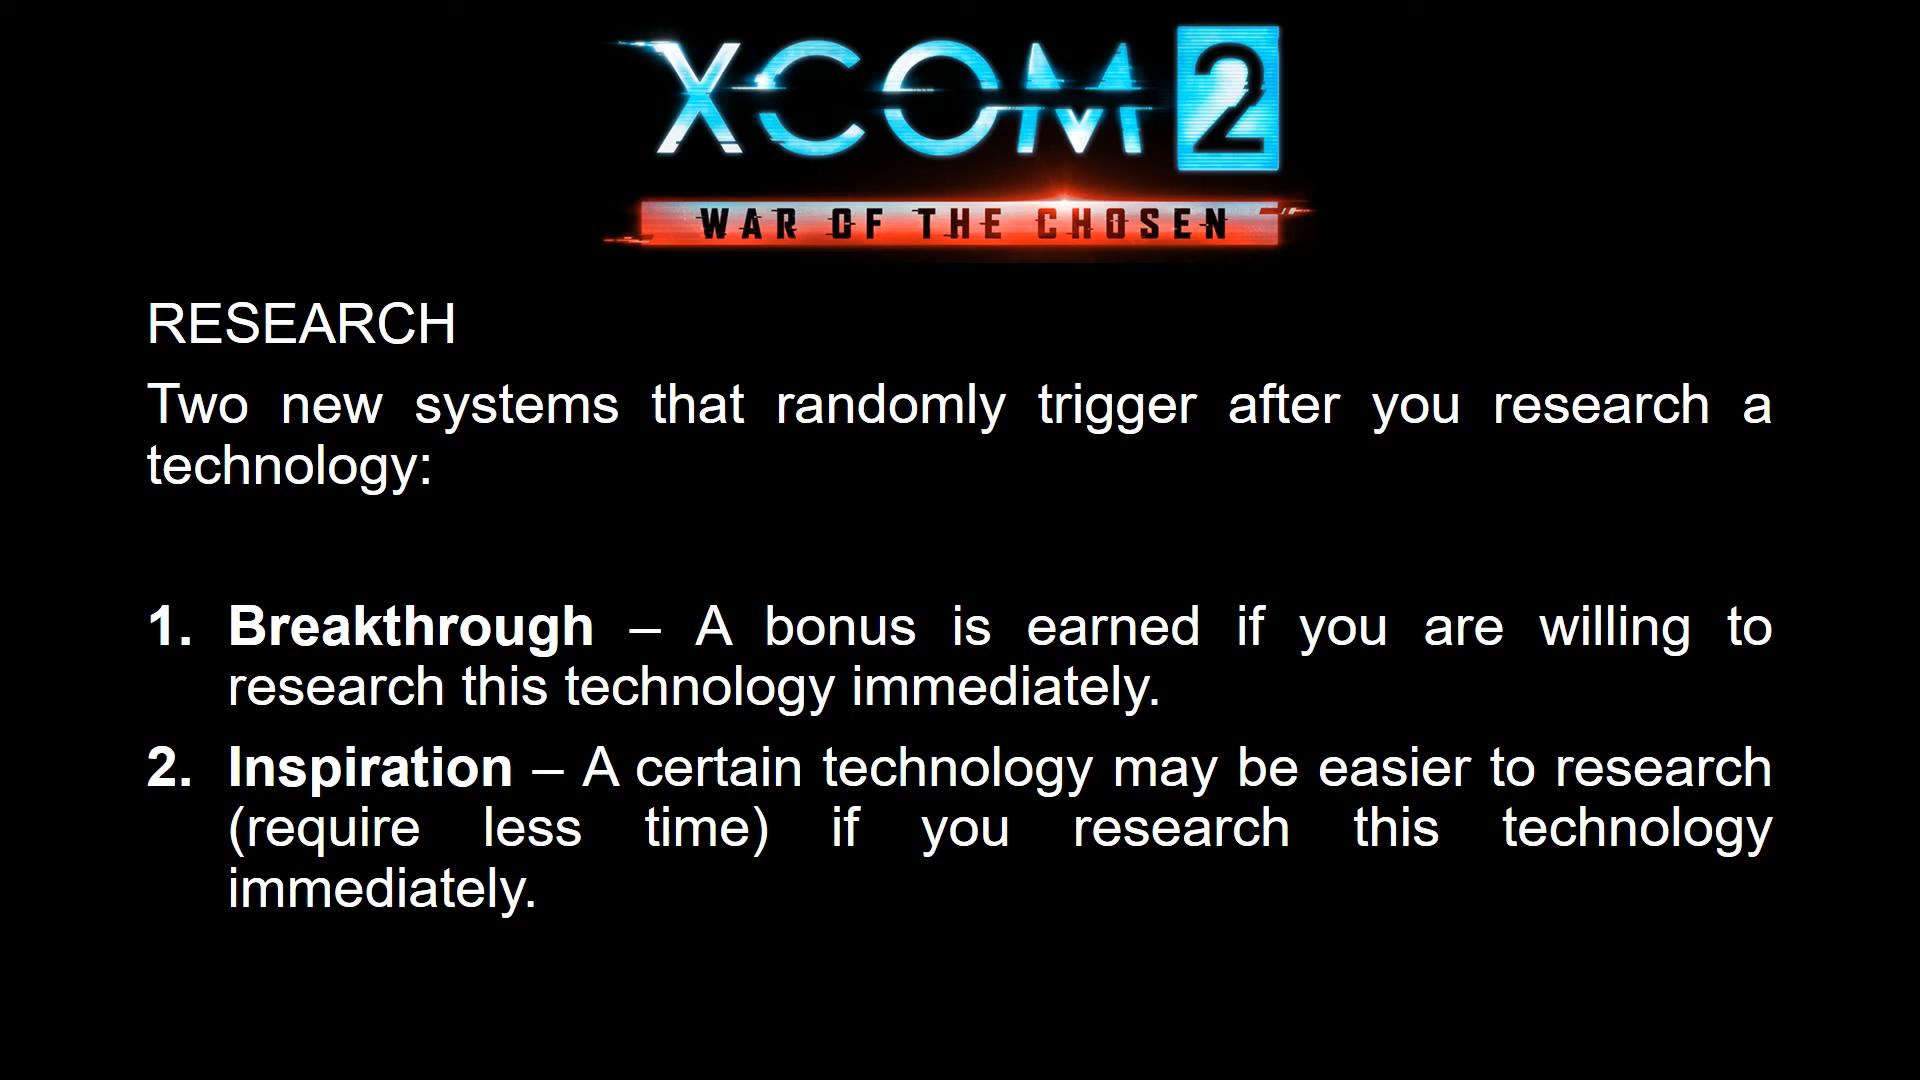 XCOM 2
WAR OF THE CHOSEN
RESEARCH
Two new systems that randomly trigger after you research a
technology:
1. Breakthrough – A bonus is earned if you are willing to
research this technology immediately.
2. Inspiration – A certain technology may be easier to research
(require less time) if you research this technology
immediately.